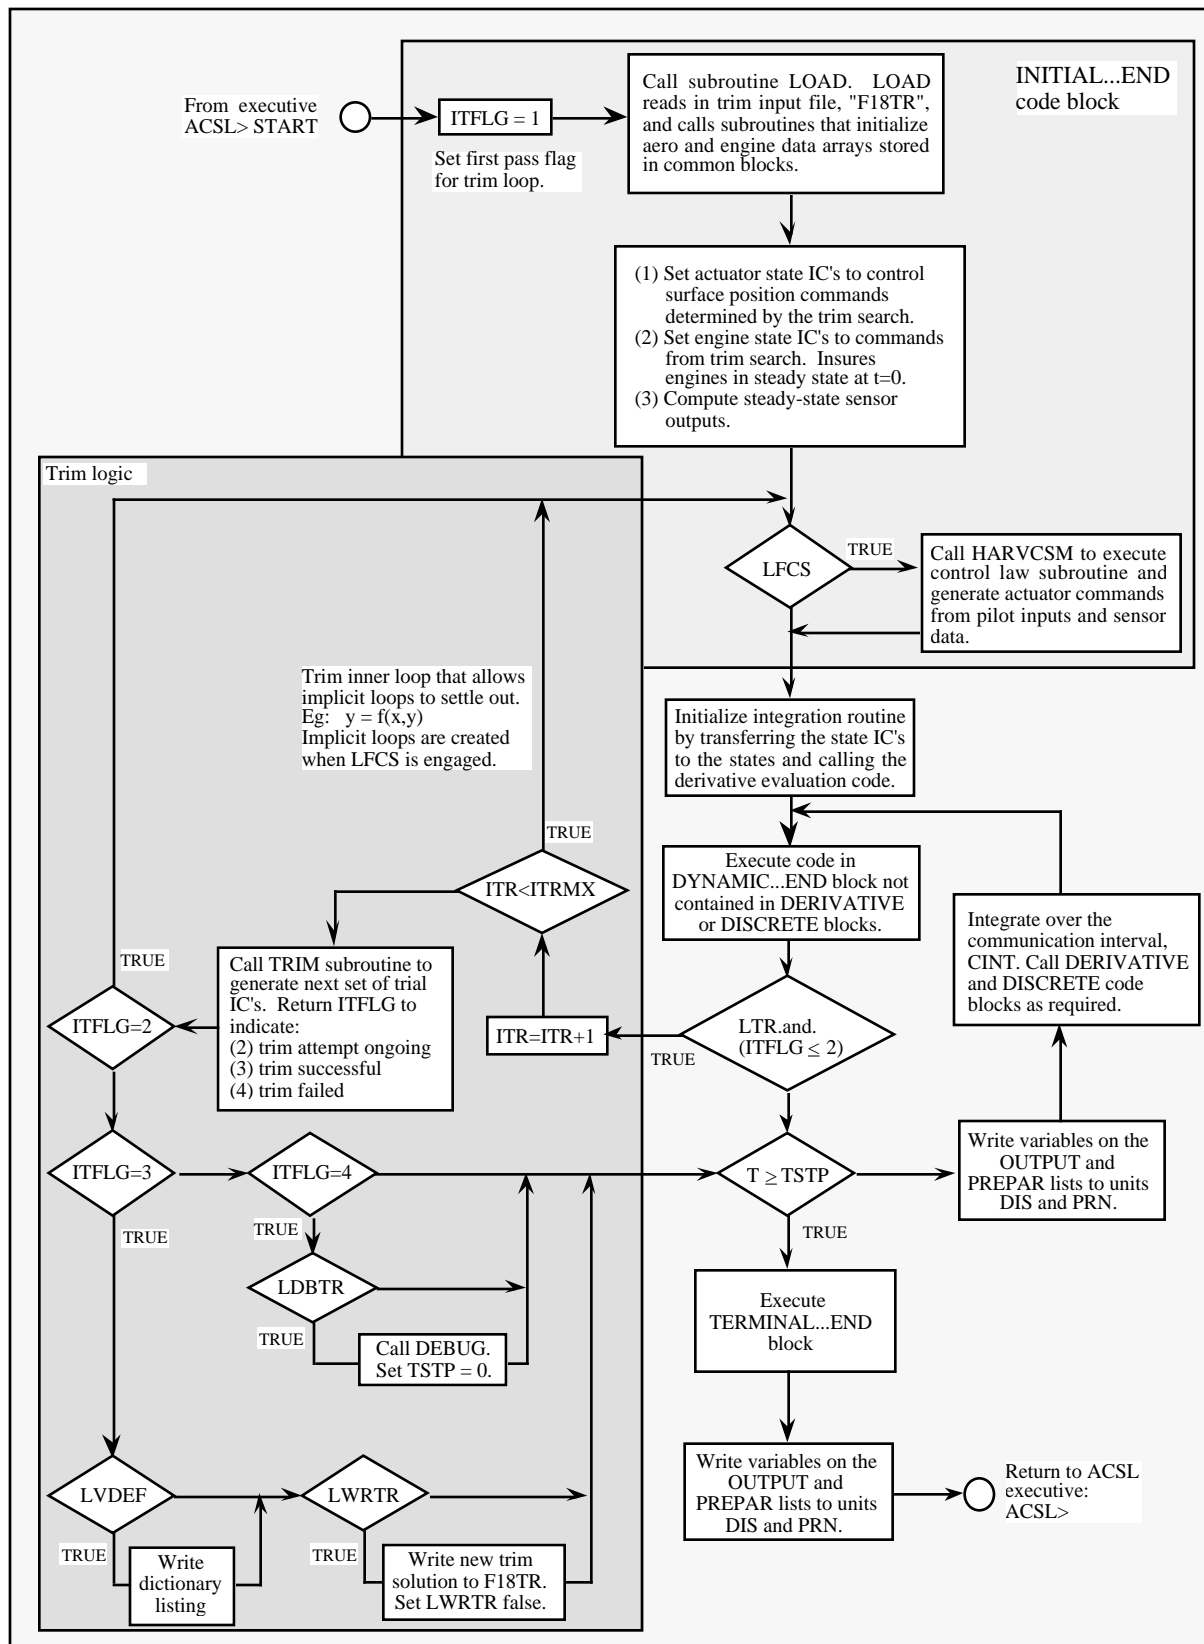 From executive
ACSL> START
ITFLG = 1
Set first pass flag
for trim loop.
Call subroutine LOAD. LOAD
reads in trim input file, "F18TR",
and calls subroutines that initialize
aero and engine data arrays stored
in common blocks.
INITIAL...END
code block
(1) Set actuator state IC's to control
surface position commands
determined by the trim search.
(2) Set engine state IC's to commands
from trim search. Insures
engines in steady state at t=0.
(3) Compute steady-state sensor
outputs.
Trim logic
LFCS
TRUE
Call HARVCSM to execute
control law subroutine and
generate actuator commands
from pilot inputs and sensor
data.
Trim inner loop that allows
implicit loops to settle out.
Eg: y = f(x,y)
Implicit loops are created
when LFCS is engaged.
Initialize integration routine
by transferring the state IC's
to the states and calling the
derivative evaluation code.
TRUE
ITR<ITRMX
Execute code in
DYNAMIC...END block not
contained in DERIVATIVE
or DISCRETE blocks.
Integrate over the
communication interval,
CINT. Call DERIVATIVE
and DISCRETE code
blocks as required.
TRUE
ITFLG=2
Call TRIM subroutine to
generate next set of trial
IC's. Return ITFLG to
indicate:
(2) trim attempt ongoing
(3) trim successful
(4) trim failed
ITR=ITR+1
TRUE
LTR.and.
(ITFLG ≤ 2)
ITFLG=3
TRUE
ITFLG=4
TRUE
T ≥ TSTP
TRUE
Write variables on the
OUTPUT and
PREPAR lists to units
DIS and PRN.
LDBTR
TRUE
Call DEBUG.
Set TSTP = 0.
Execute
TERMINAL...END
block
LVDEF
TRUE
Write
dictionary
listing
LWRTR
TRUE
Write new trim
solution to F18TR.
Set LWRTR false.
Write variables on the
OUTPUT and
PREPAR lists to units
DIS and PRN.
Return to ACSL
executive:
ACSL>